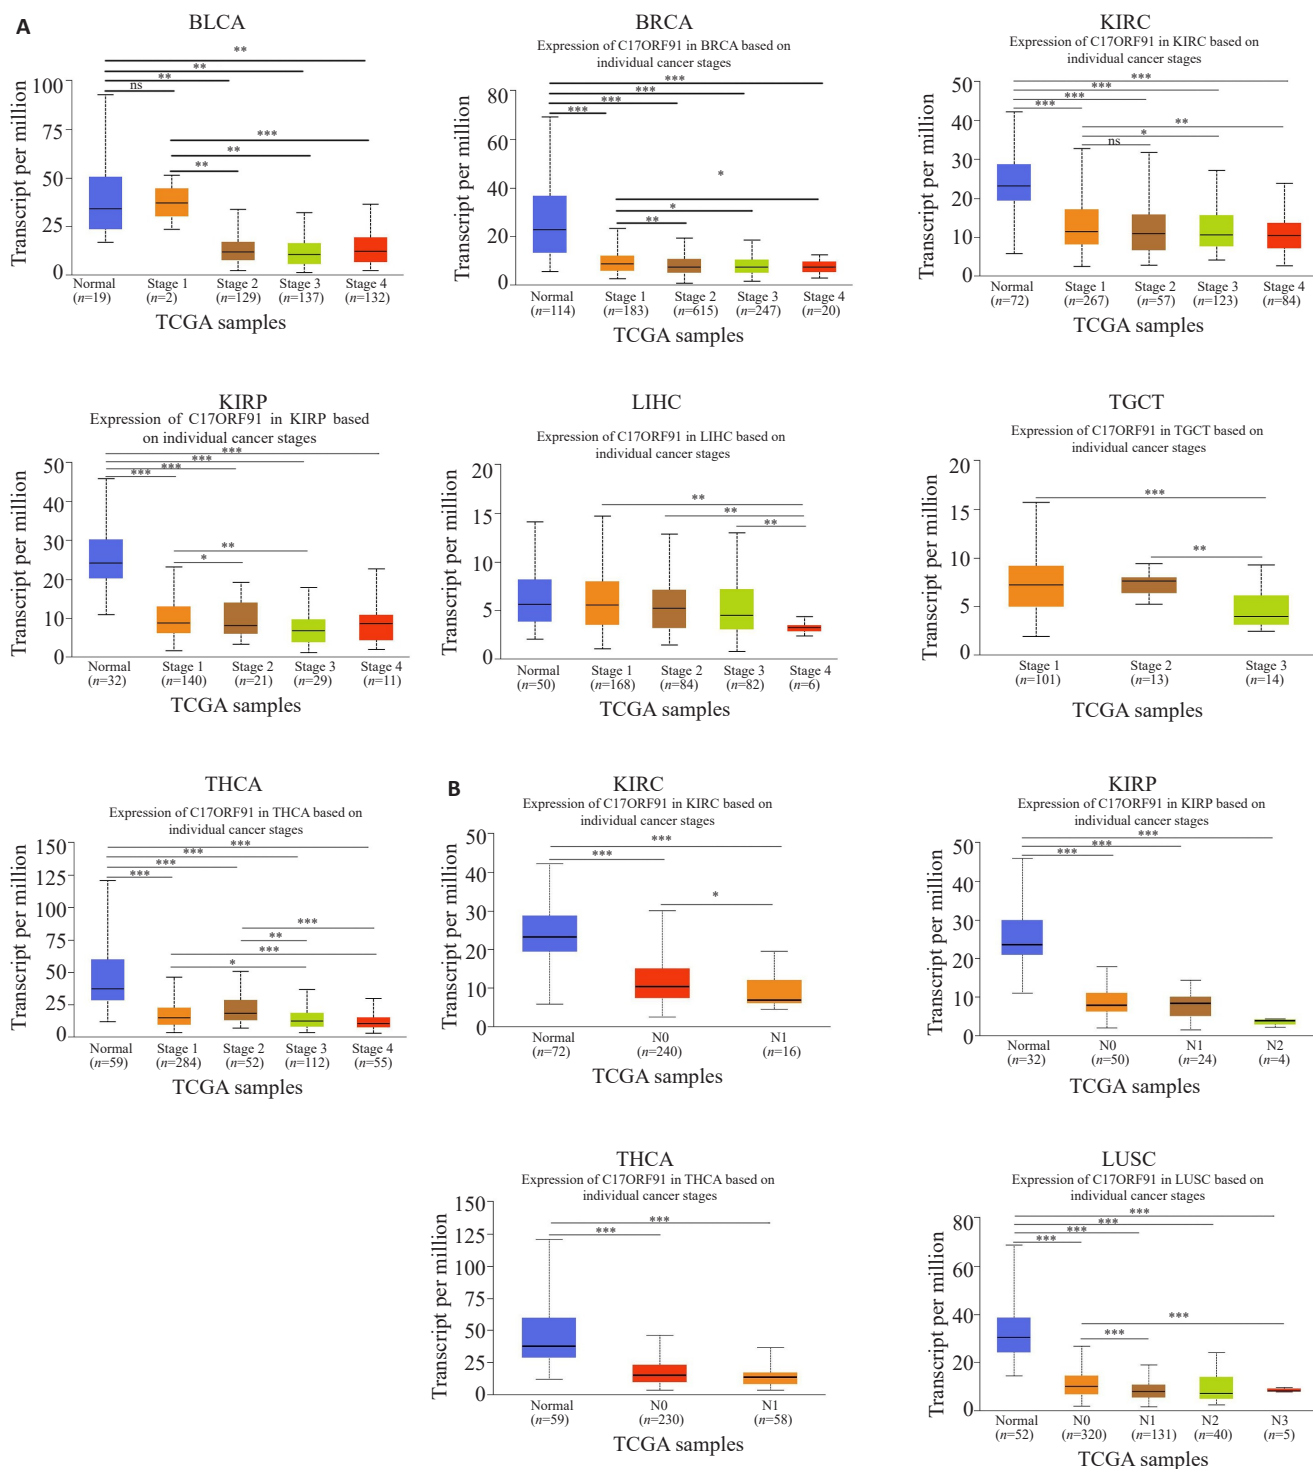 A
BLCA
Transcript per million
100
75
50
25
0
**
**
**
ns
***
**
**
Normal
(n=19)
Stage 1
(n=2)
Stage 2
(n=129)
Stage 3
(n=137)
Stage 4
(n=132)
TCGA samples
BRCA
Expression of C17ORF91 in BRCA based on
individual cancer stages
Transcript per million
80
60
40
20
0
***
***
***
***
*
*
**
Normal
(n=114)
Stage 1
(n=183)
Stage 2
(n=615)
Stage 3
(n=247)
Stage 4
(n=20)
TCGA samples
KIRC
Expression of C17ORF91 in KIRC based on
individual cancer stages
Transcript per million
50
40
30
20
10
0
***
***
***
***
**
*
ns
Normal
(n=72)
Stage 1
(n=267)
Stage 2
(n=57)
Stage 3
(n=123)
Stage 4
(n=84)
TCGA samples
KIRP
Expression of C17ORF91 in KIRP based
on individual cancer stages
Transcript per million
50
40
30
20
10
0
***
***
***
***
**
*
Normal
(n=32)
Stage 1
(n=140)
Stage 2
(n=21)
Stage 3
(n=29)
Stage 4
(n=11)
TCGA samples
LIHC
Expression of C17ORF91 in LIHC based on
individual cancer stages
Transcript per million
20
15
10
5
0
**
**
**
Normal
(n=50)
Stage 1
(n=168)
Stage 2
(n=84)
Stage 3
(n=82)
Stage 4
(n=6)
TCGA samples
TGCT
Expression of C17ORF91 in TGCT based on
individual cancer stages
Transcript per million
20
15
10
5
0
***
**
Stage 1
(n=101)
Stage 2
(n=13)
Stage 3
(n=14)
TCGA samples
THCA
Expression of C17ORF91 in THCA based on
individual cancer stages
Transcript per million
150
125
100
75
50
25
0
***
***
***
***
***
**
***
*
Normal
(n=59)
Stage 1
(n=284)
Stage 2
(n=52)
Stage 3
(n=112)
Stage 4
(n=55)
TCGA samples
B
KIRC
Expression of C17ORF91 in KIRC based on
individual cancer stages
Transcript per million
50
40
30
20
10
0
***
***
*
Normal
(n=72)
N0
(n=240)
N1
(n=16)
TCGA samples
KIRP
Expression of C17ORF91 in KIRP based on
individual cancer stages
Transcript per million
50
40
30
20
10
0
***
***
***
Normal
(n=32)
N0
(n=50)
N1
(n=24)
N2
(n=4)
TCGA samples
THCA
Expression of C17ORF91 in THCA based on
individual cancer stages
Transcript per million
150
125
100
75
50
25
0
***
***
Normal
(n=59)
N0
(n=230)
N1
(n=58)
TCGA samples
LUSC
Expression of C17ORF91 in LUSC based on
individual cancer stages
Transcript per million
80
60
40
20
0
***
***
***
***
***
***
Normal
(n=52)
N0
(n=320)
N1
(n=131)
N2
(n=40)
N3
(n=5)
TCGA samples